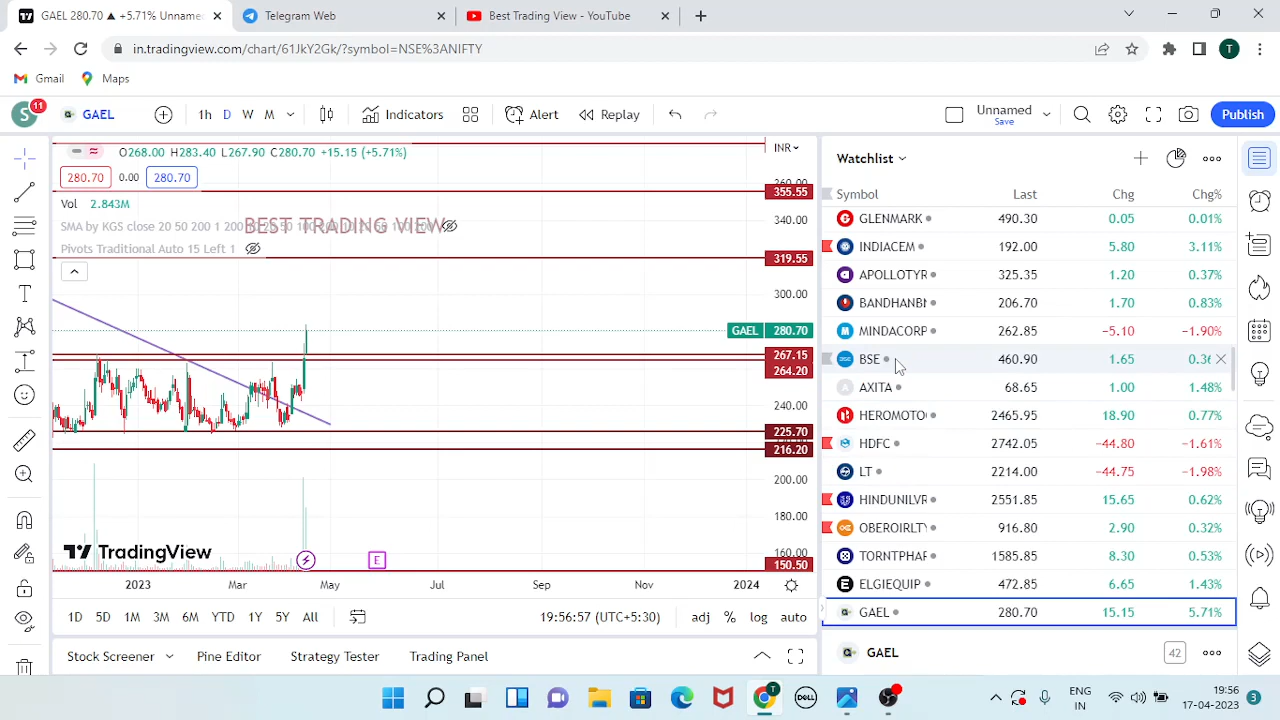 GAEL 280.70 ▲ +5.71% Unname
Telegram Web
Best Trading View - YouTube
in.tradingview.com/chart/61JkY2Gk/?symbol=NSE%3ANIFTY
T
Gmail
Maps
S
11
GAEL
1h D W M
Indicators
Alert
Replay
Unnamed
Save
Publish
O268.00 H283.40 L267.90 C280.70 +15.15 (+5.71%)
INR
280.70 0.00 280.70
Vol 2.843M
SMA by KGS close 20 50 200 1 200
BEST TRADING VIEW
Pivots Traditional Auto 15 Left 1
360.00
355.55
340.00
319.55
300.00
GAEL 280.70
267.15
264.20
240.00
225.70
216.20
200.00
180.00
160.00
150.50
TradingView
E
2023 Mar May Jul Sep Nov 2024
1D 5D 1M 3M 6M YTD 1Y 5Y All
19:56:57 (UTC+5:30)
adj % log auto
Stock Screener
Pine Editor
Strategy Tester
Trading Panel
Watchlist
Symbol Last Chg Chg%
GLENMARK 490.30 0.05 0.01%
INDIACEM 192.00 5.80 3.11%
APOLLOTYR 325.35 1.20 0.37%
BANDHANBN 206.70 1.70 0.83%
MINDACORP 262.85 −5.10 −1.90%
BSE 460.90 1.65 0.36
AXITA 68.65 1.00 1.48%
HEROMOTO 2465.95 18.90 0.77%
HDFC 2742.05 −44.80 −1.61%
LT 2214.00 −44.75 −1.98%
HINDUNILVR 2551.85 15.65 0.62%
OBEROIRLTY 916.80 2.90 0.32%
TORNTPHAR 1585.85 8.30 0.53%
ELGIEQUIP 472.85 6.65 1.43%
GAEL 280.70 15.15 5.71%
GAEL
42
DELL
T
ENG
IN
19:56
17-04-2023
3